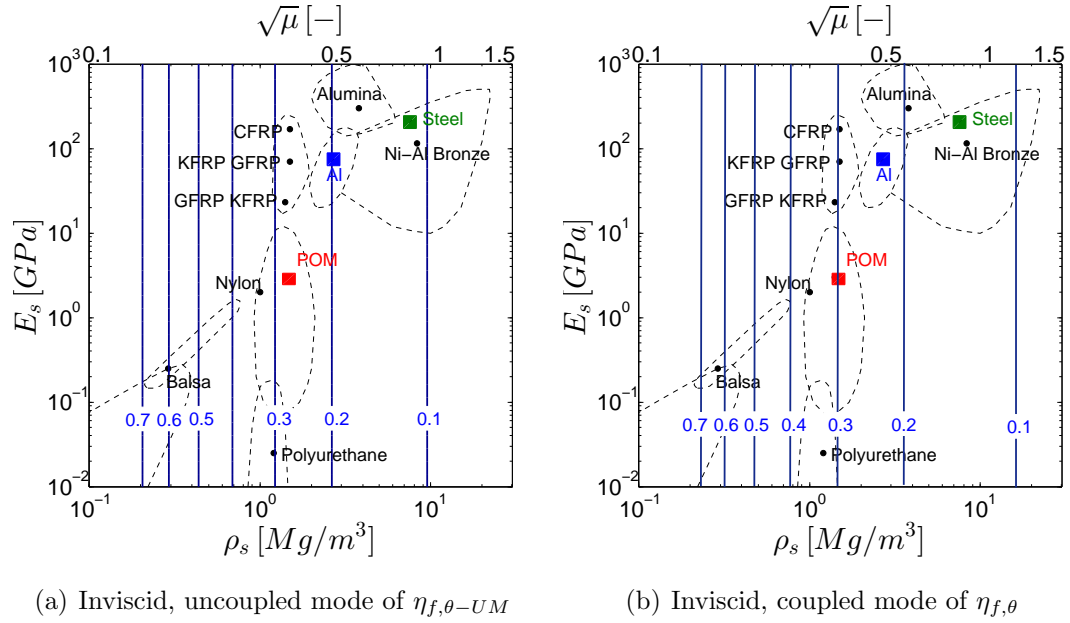 √μ [−]
0.1 0.5 1 1.5
10³
10²
10¹
10⁰
10⁻¹
10⁻²
E_s [GPa]
Alumina
Steel
CFRP
Ni−Al Bronze
KFRP GFRP
Al
GFRP KFRP
POM
Nylon
Balsa
0.7 0.6 0.5 0.3 0.2 0.1
Polyurethane
10⁻¹ 10⁰ 10¹
ρ_s [Mg/m³]
(a) Inviscid, uncoupled mode of η_{f,θ−UM}
√μ [−]
0.1 0.5 1 1.5
10³
10²
10¹
10⁰
10⁻¹
10⁻²
E_s [GPa]
Alumina
Steel
CFRP
Ni−Al Bronze
KFRP GFRP
Al
GFRP KFRP
POM
Nylon
Balsa
0.7 0.6 0.5 0.4 0.3 0.2 0.1
Polyurethane
10⁻¹ 10⁰ 10¹
ρ_s [Mg/m³]
(b) Inviscid, coupled mode of η_{f,θ}